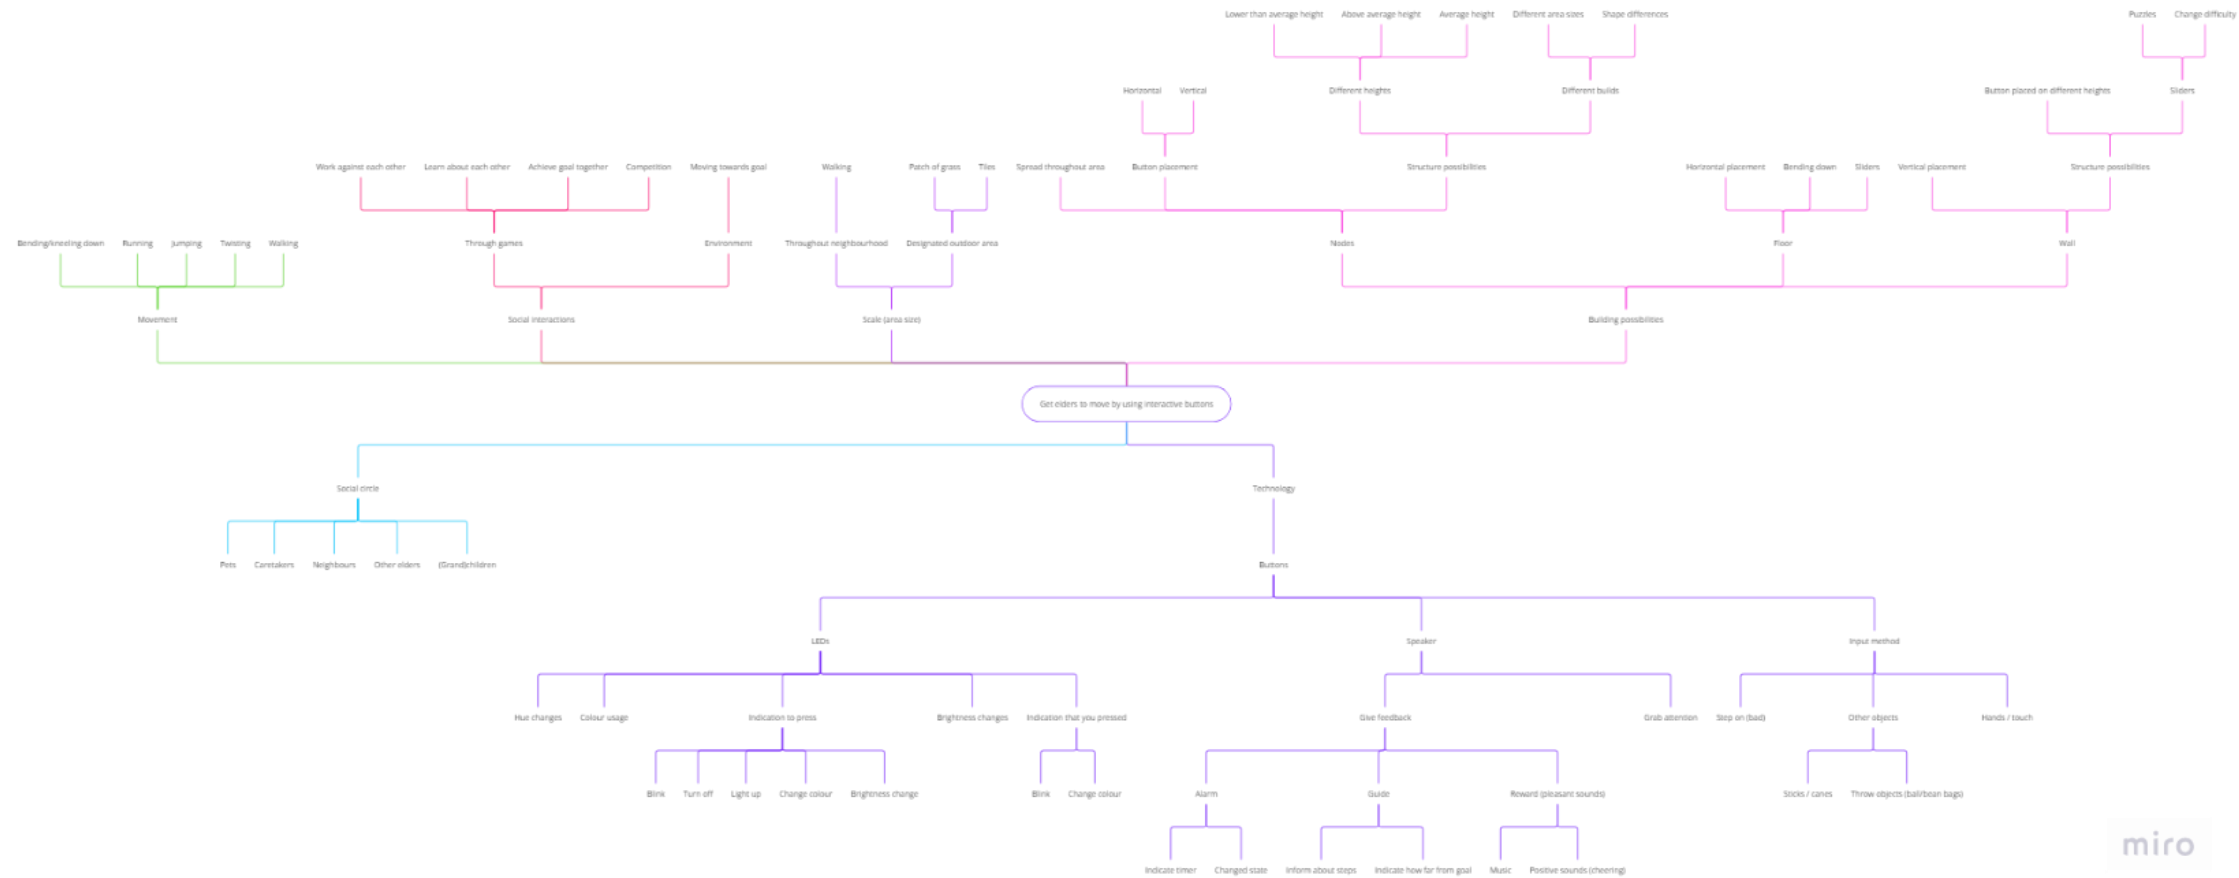 Lower than average height
Above average height
Average height
Different area sizes
Shape differences
Puzzles
Change difficulty
Horizontal
Vertical
Different heights
Different builds
Button placed on different heights
Sliders
Work against each other
Learn about each other
Achieve goal together
Competition
Moving towards goal
Walking
Patch of grass
Tiles
Spread throughout area
Button placement
Structure possibilities
Horizontal placement
Bending down
Sliders
Vertical placement
Structure possibilities
Bending/kneeling down
Running
Jumping
Twisting
Walking
Through games
Environment
Throughout neighbourhood
Designated outdoor area
Nodes
Floor
Wall
Movement
Social interactions
Scale (area size)
Building possibilities
Get elders to move by using interactive buttons
Social circle
Technology
Pets
Caretakers
Neighbours
Other elders
(Grand)children
Buttons
LEDs
Speaker
Input method
Hue changes
Colour usage
Indication to press
Brightness changes
Indication that you pressed
Give feedback
Grab attention
Step on (bad)
Other objects
Hands / touch
Blink
Turn off
Light up
Change colour
Brightness change
Blink
Change colour
Alarm
Guide
Reward (pleasant sounds)
Sticks / canes
Throw objects (ball/bean bags)
Indicate timer
Changed state
Inform about steps
Indicate how far from goal
Music
Positive sounds (cheering)
miro